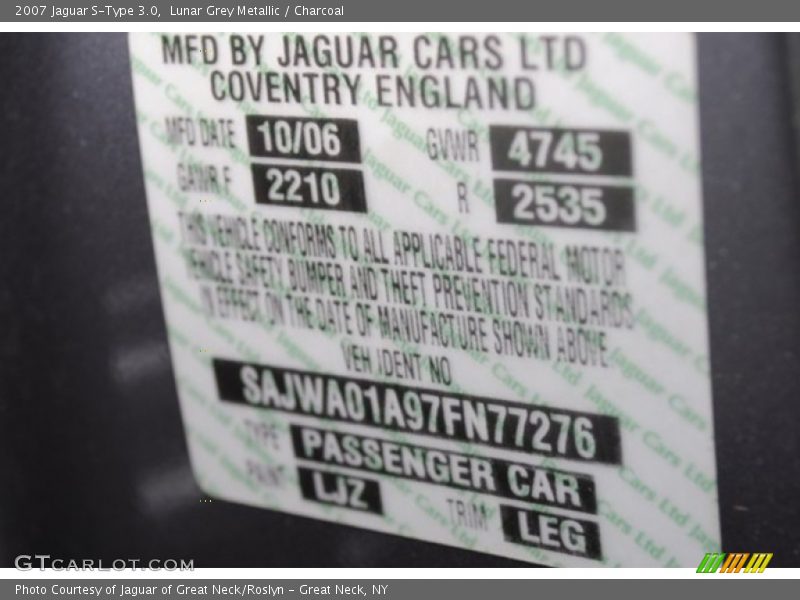 2007 Jaguar S-Type 3.0, Lunar Grey Metallic / Charcoal
MFD BY JAGUAR CARS LTD
COVENTRY ENGLAND
MFD DATE 10/06 GVWR 4745
GAWR F 2210 R 2535
THIS VEHICLE CONFORMS TO ALL APPLICABLE FEDERAL MOTOR
VEHICLE SAFETY, BUMPER AND THEFT PREVENTION STANDARDS
IN EFFECT ON THE DATE OF MANUFACTURE SHOWN ABOVE
VEH IDENT NO
SAJWA01A97FN77276
TYPE PASSENGER CAR
PAINT LJZ TRIM LEG
GTCARLOT.COM
Photo Courtesy of Jaguar of Great Neck/Roslyn - Great Neck, NY